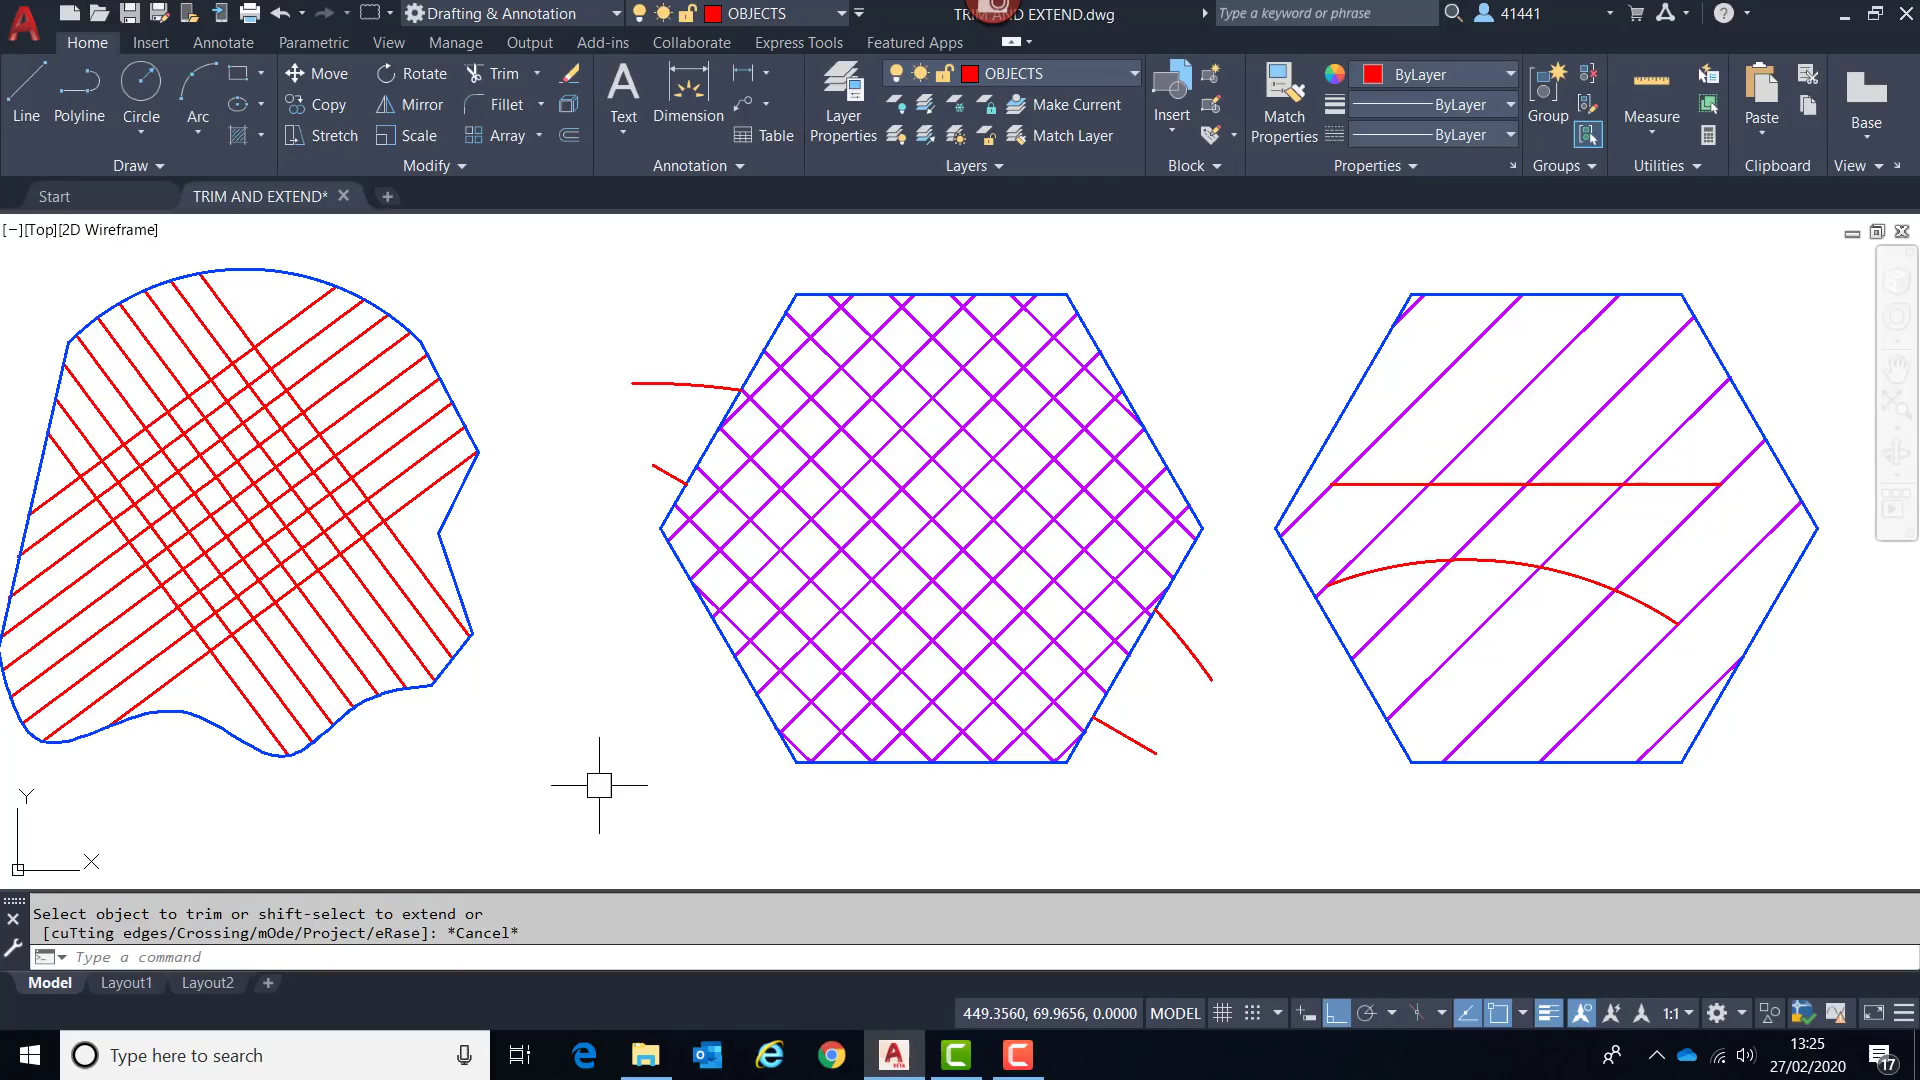 Drafting & Annotation
OBJECTS
TRIM AND EXTEND.dwg
Type a keyword or phrase
41441
Home Insert Annotate Parametric View Manage Output Add-ins Collaborate Express Tools Featured Apps
Line Polyline Circle Arc
Move Rotate Trim
Copy Mirror Fillet
Stretch Scale Array
Text Dimension
Table
Layer Properties
OBJECTS
Make Current
Match Layer
Insert
Match Properties
ByLayer
ByLayer
ByLayer
Group
Measure
Paste
Base
Draw Modify Annotation Layers Block Properties Groups Utilities Clipboard View
Start TRIM AND EXTEND*
[−][Top][2D Wireframe]
Y
X
Select object to trim or shift-select to extend or
[cuTting edges/Crossing/mOde/Project/eRase]: *Cancel*
Type a command
Model Layout1 Layout2
449.3560, 69.9656, 0.0000 MODEL 1:1
Type here to search
BETA
13:25
27/02/2020
17